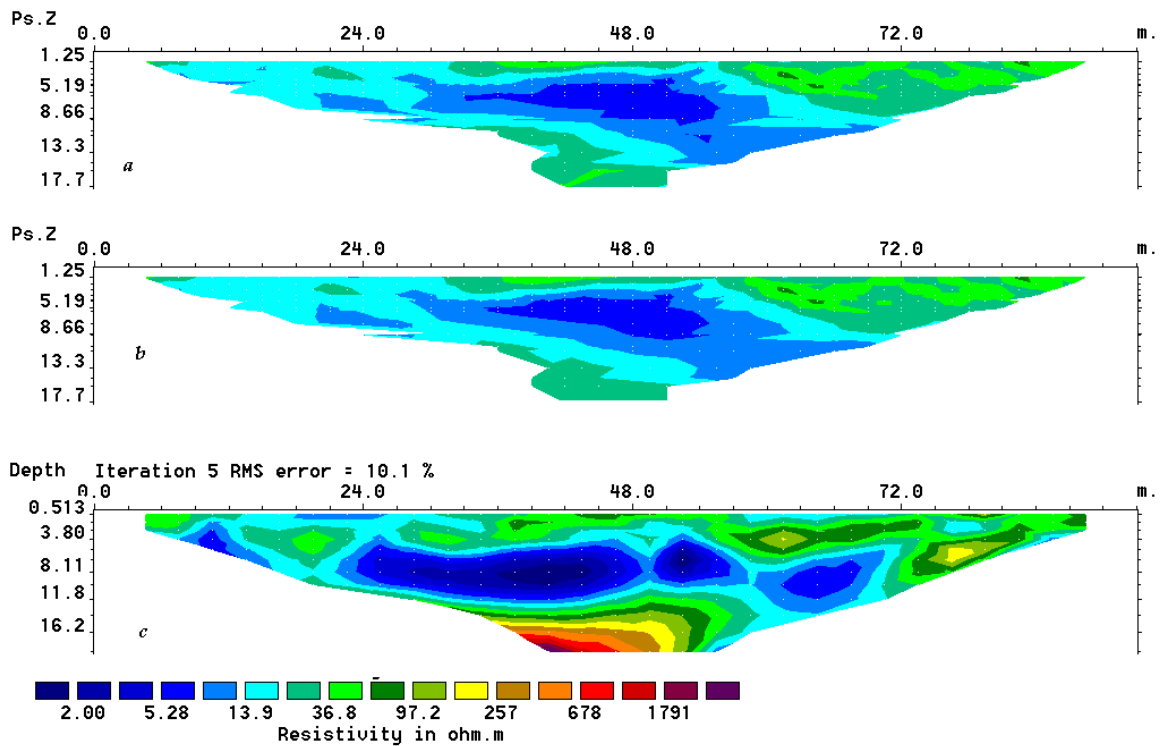 Ps.Z
0.0 24.0 48.0 72.0 m.
1.25
5.19
8.66
13.3
17.7
a
Ps.Z
0.0 24.0 48.0 72.0 m.
1.25
5.19
8.66
13.3
17.7
b
Depth Iteration 5 RMS error = 10.1 %
0.0 24.0 48.0 72.0 m.
0.513
3.80
8.11
11.8
16.2
c
2.00 5.28 13.9 36.8 97.2 257 678 1791
Resistivity in ohm.m